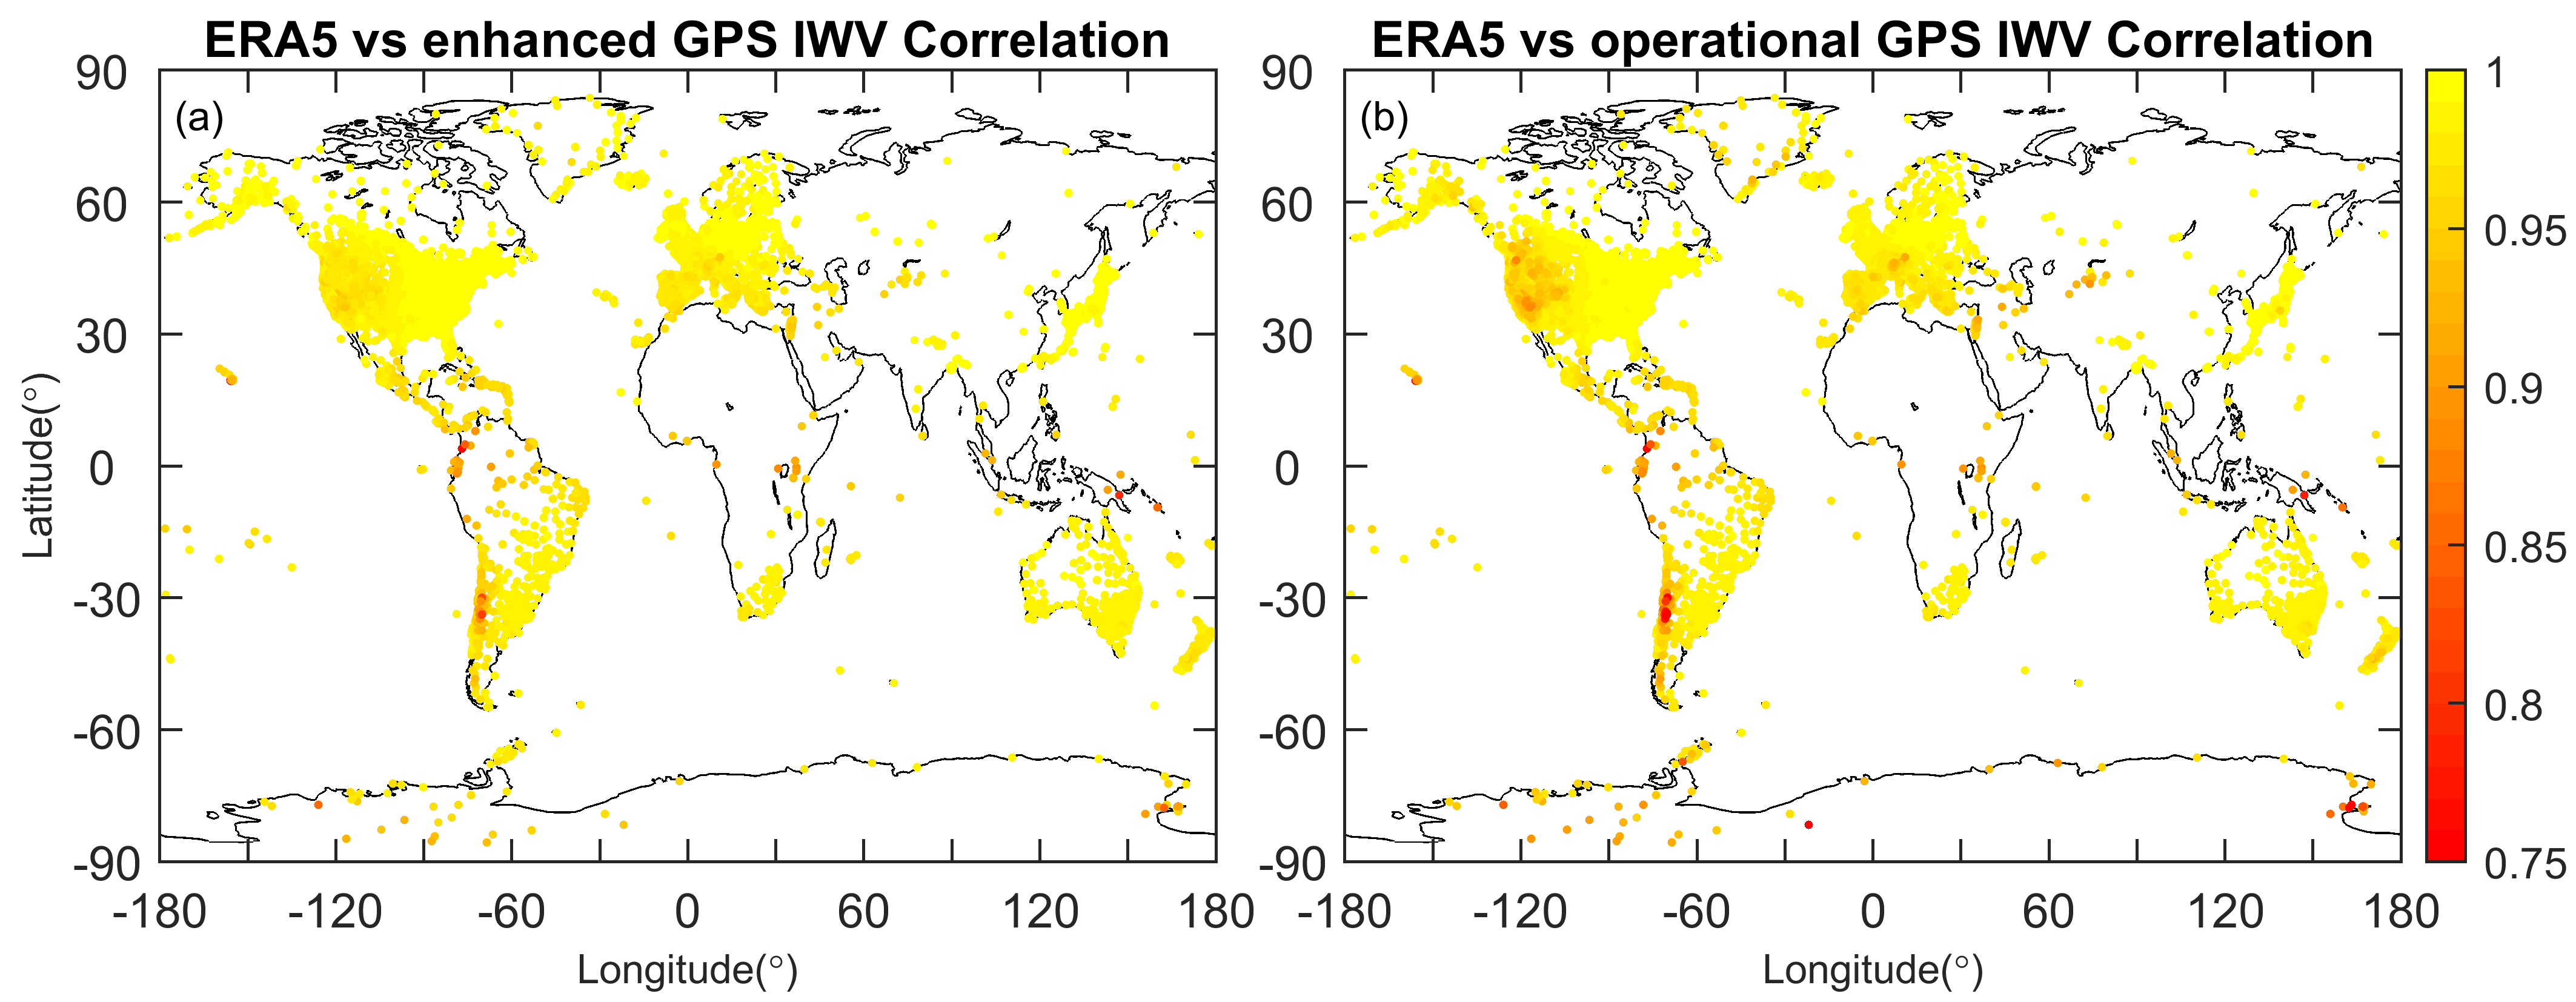 ERA5 vs enhanced GPS IWV Correlation
ERA5 vs operational GPS IWV Correlation
(a)
90
60
30
0
-30
-60
-90
Latitude(°)
-180 -120 -60 0 60 120 180
Longitude(°)
(b)
90
60
30
0
-30
-60
-90
-180 -120 -60 0 60 120 180
Longitude(°)
1
0.95
0.9
0.85
0.8
0.75